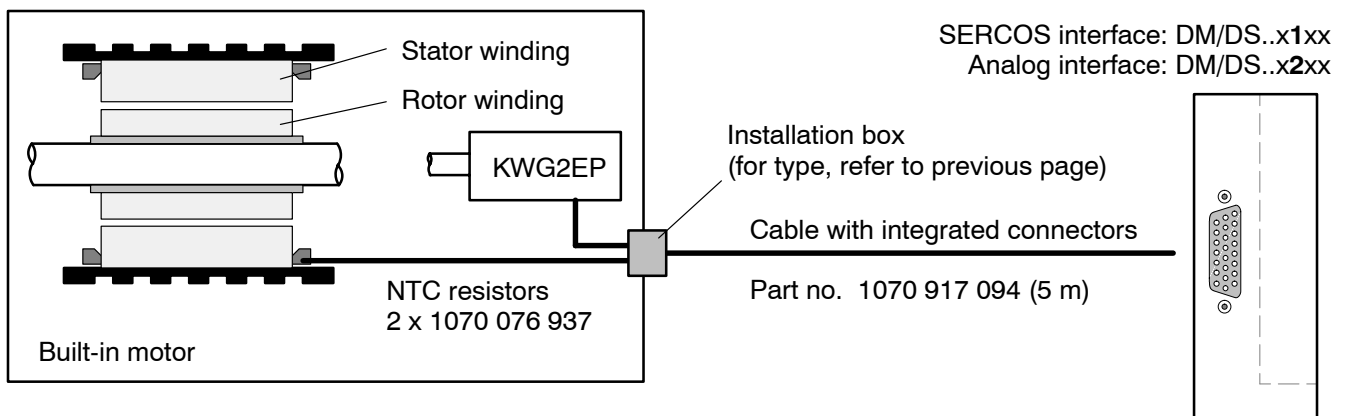 SERCOS interface: DM/DS..x1xx
Analog interface: DM/DS..x2xx
Stator winding
Rotor winding
KWG2EP
Installation box
(for type, refer to previous page)
Cable with integrated connectors
Part no. 1070 917 094 (5 m)
NTC resistors
2 x 1070 076 937
Built-in motor